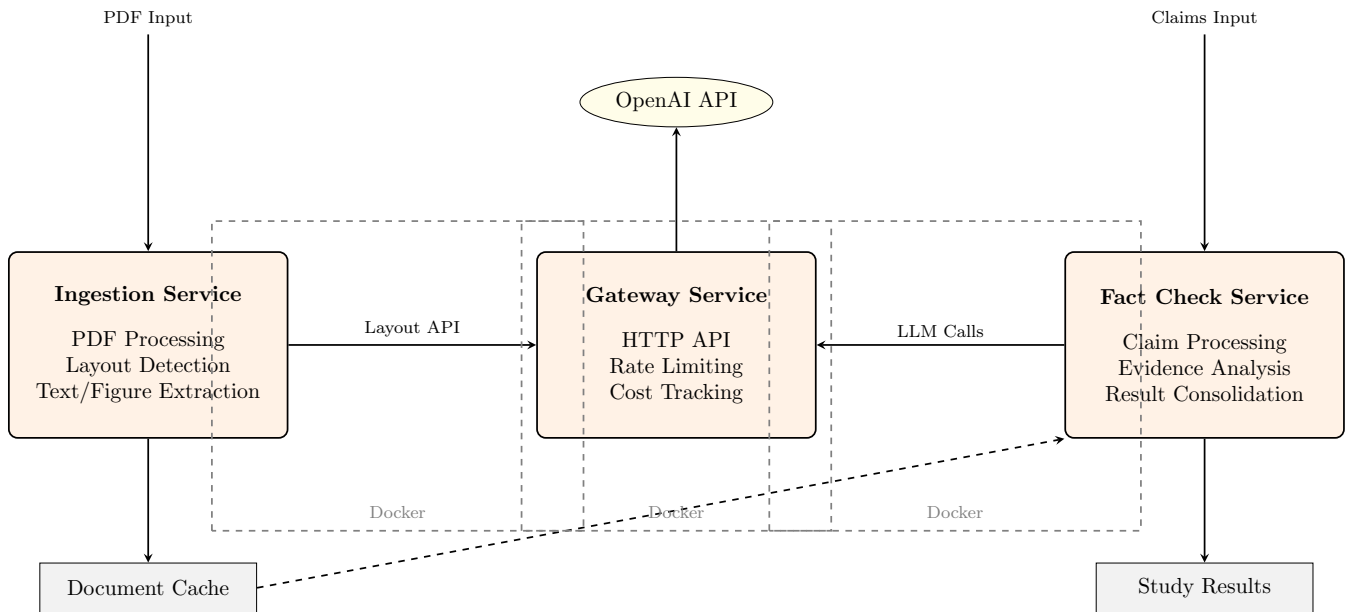 PDF Input
Claims Input
OpenAI API
Ingestion Service
PDF Processing
Layout Detection
Text/Figure Extraction
Layout API
Gateway Service
HTTP API
Rate Limiting
Cost Tracking
LLM Calls
Fact Check Service
Claim Processing
Evidence Analysis
Result Consolidation
Docker
Docker
Docker
Document Cache
Study Results